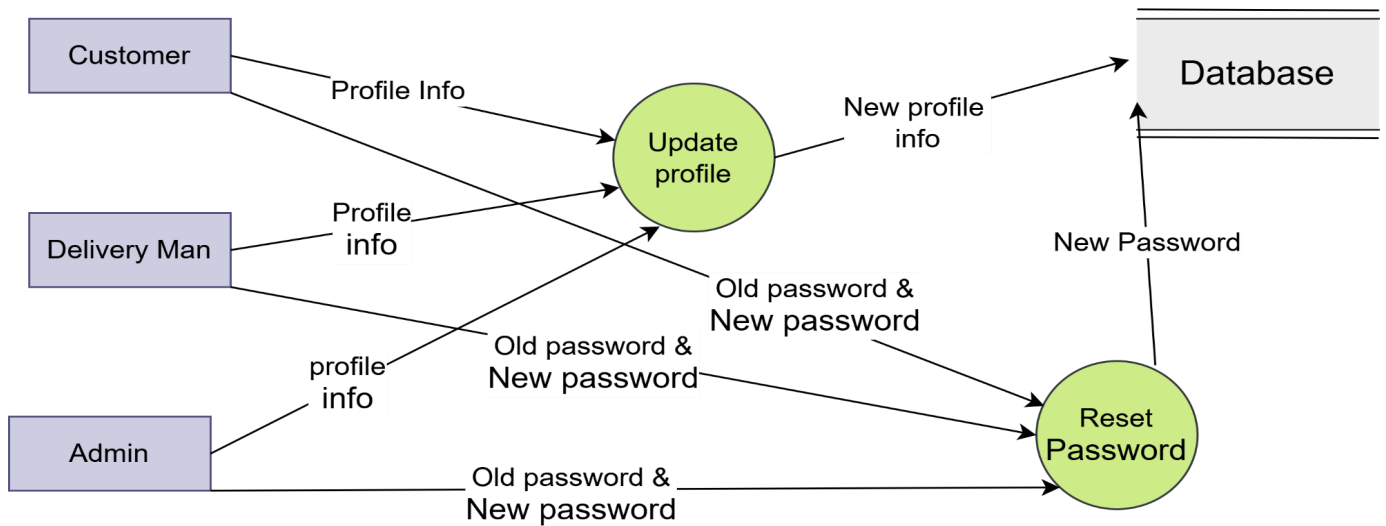 Customer
Profile Info
Database
New profile
info
Update
profile
Delivery Man
Profile
info
New Password
Old password &
New password
Old password &
New password
profile
info
Reset
Password
Admin
Old password &
New password